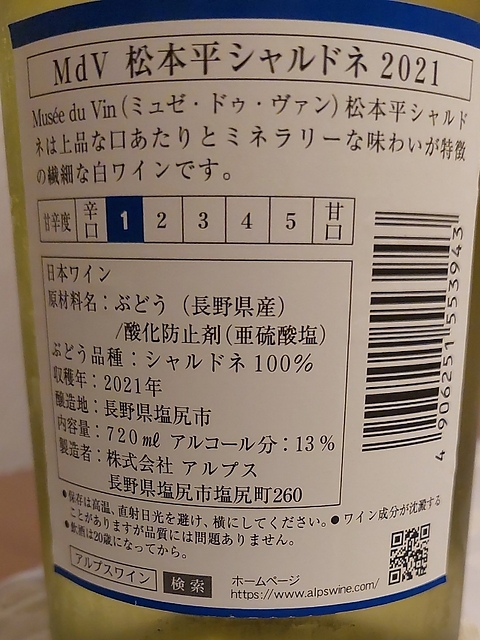 MdV 松本平シャルドネ 2021
Musée du Vin (ミュゼ・ドゥ・ヴァン) 松本平シャルド
ネは上品な口あたりとミネラリーな味わいが特徴
の繊細な白ワインです。
甘辛度 辛口 1 2 3 4 5 甘口
日本ワイン
原材料名：ぶどう（長野県産）
/酸化防止剤(亜硫酸塩)
ぶどう品種：シャルドネ100%
収穫年：2021年
醸造地：長野県塩尻市
内容量：720㎖ アルコール分：13%
製造者：株式会社 アルプス
長野県塩尻市塩尻町260
●保存は高温、直射日光を避け、横にしてください。●ワイン成分が沈澱する
ことがありますが品質には問題ありません。
●飲酒は20歳になってから。
アルプスワイン 検索
ホームページ
https://www.alpswine.com/
4 906251 553943